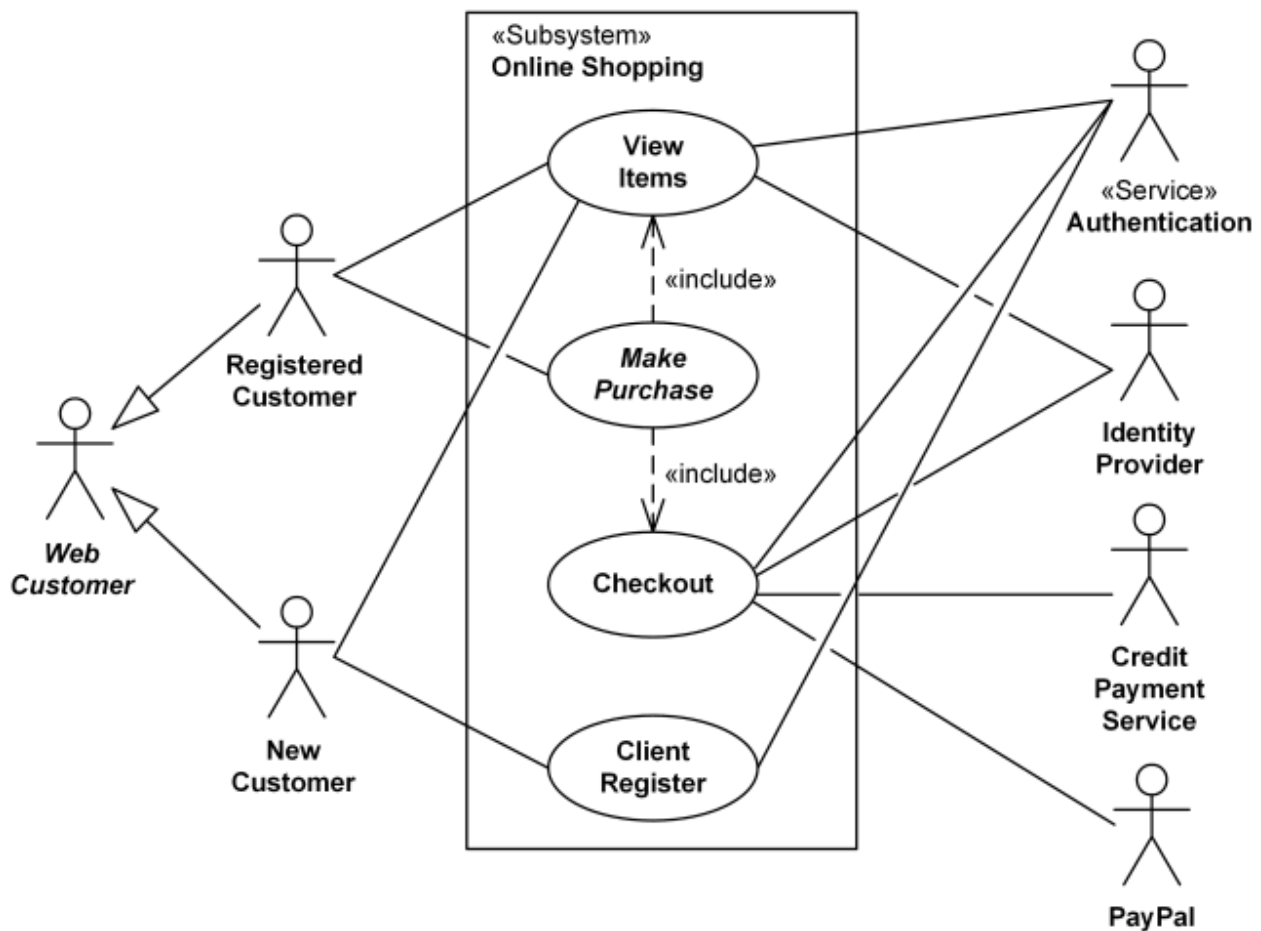 «Subsystem»
Online Shopping
View
Items
«include»
Make
Purchase
«include»
Checkout
Client
Register
Registered
Customer
Web
Customer
New
Customer
«Service»
Authentication
Identity
Provider
Credit
Payment
Service
PayPal